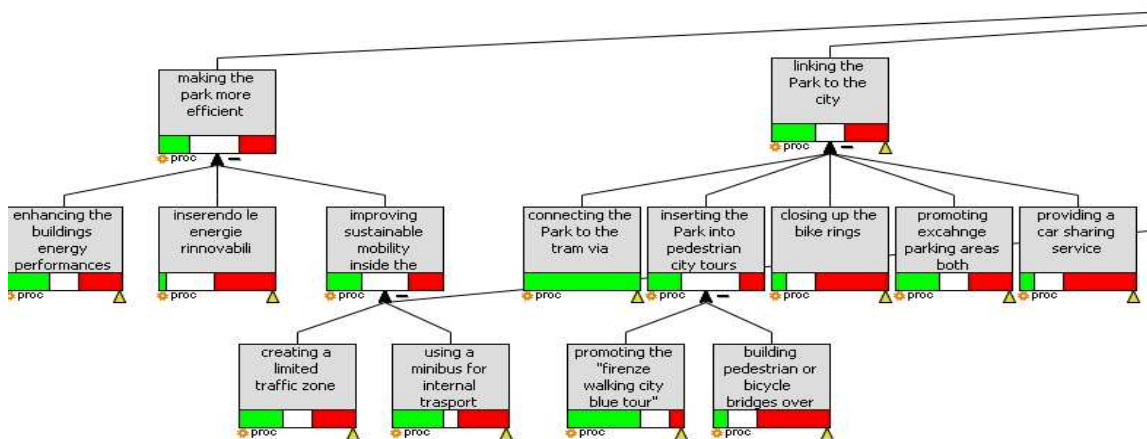 making the
park more
efficient
proc
linking the
Park to the
city
proc
enhancing the
buildings
energy
performances
proc
inserendo le
energie
rinnovabili
proc
improving
sustainable
mobility
inside the
proc
connecting the
Park to the
tram via
proc
inserting the
Park into
pedestrian
city tours
proc
closing up the
bike rings
proc
promoting
excahnge
parking areas
both
proc
providing a
car sharing
service
proc
creating a
limited
traffic zone
proc
using a
minibus for
internal
trasport
proc
promoting the
"firenze
walking city
blue tour"
proc
building
pedestrian or
bicycle
bridges over
proc